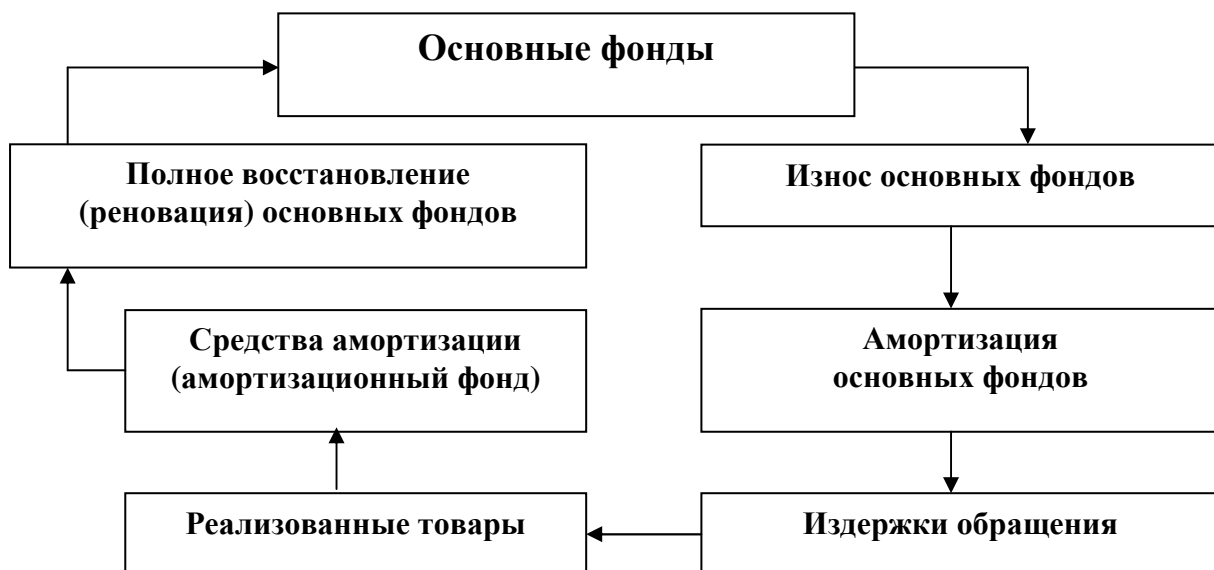 Основные фонды
Полное восстановление
(реновация) основных фондов
Износ основных фондов
Средства амортизации
(амортизационный фонд)
Амортизация
основных фондов
Реализованные товары
Издержки обращения